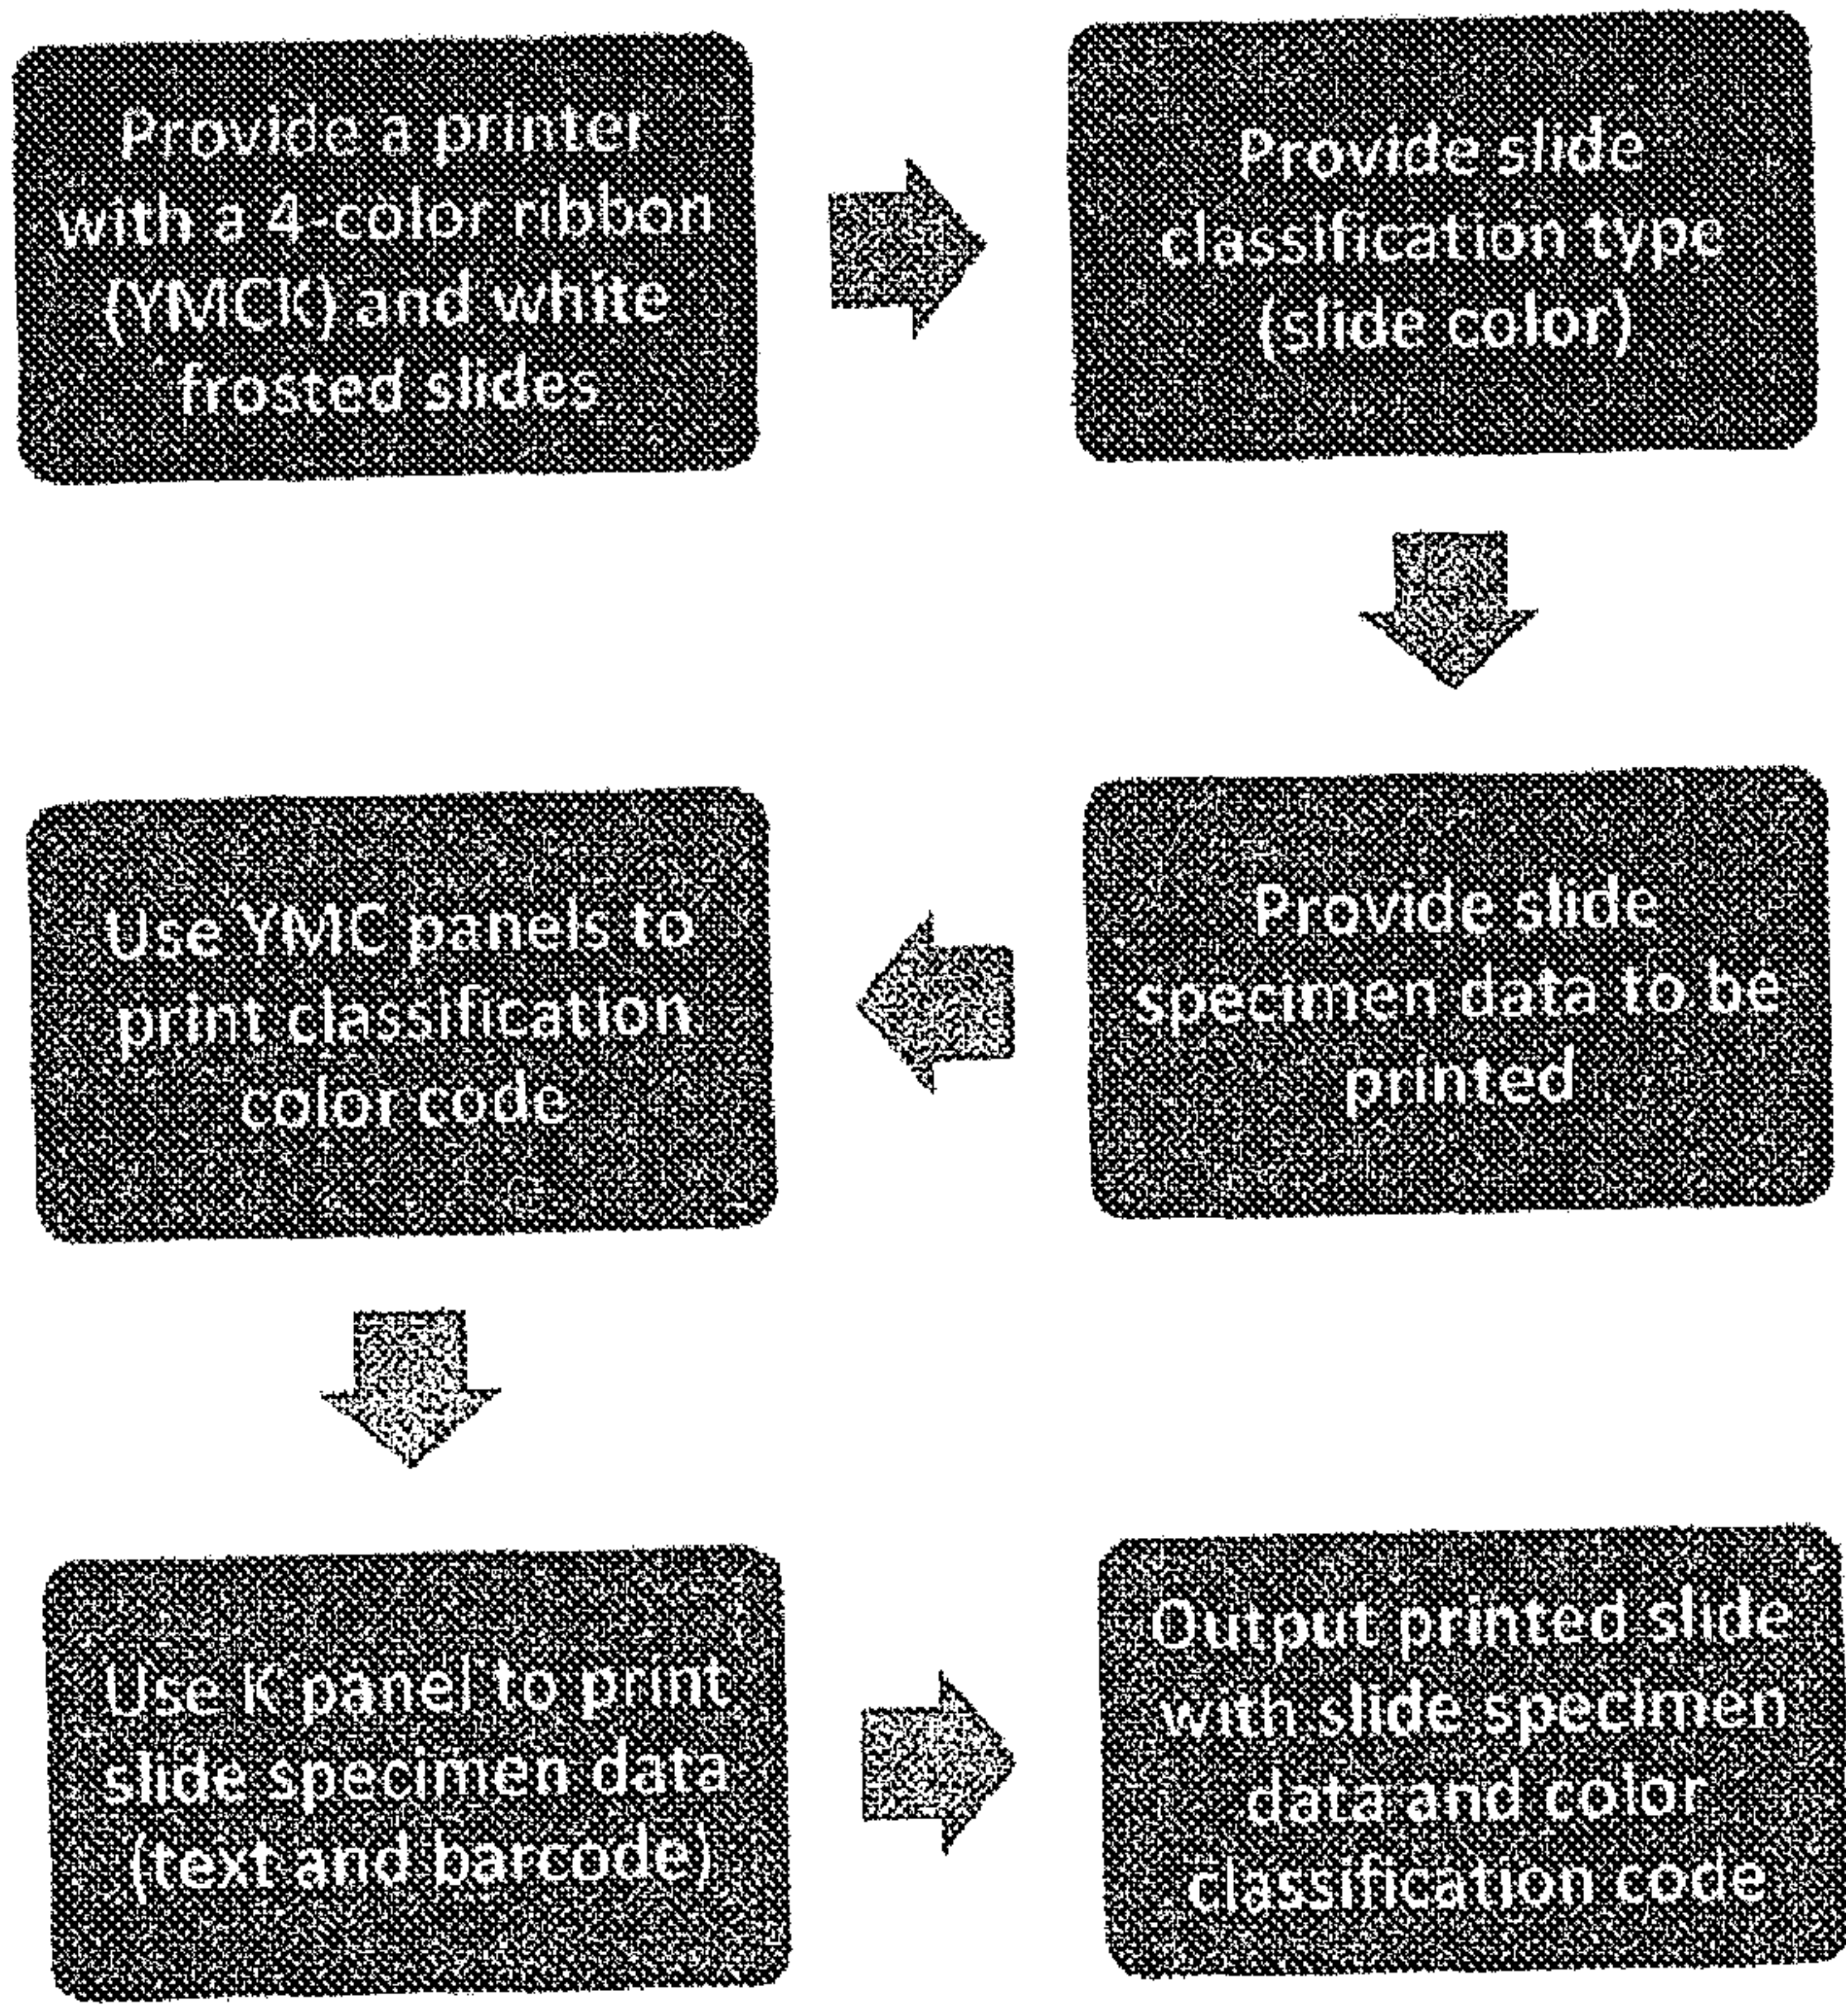 Provide a printer
with a 4-color ribbon
(YMCK) and white
frosted slides
Provide slide
classification type
(slide color)
Provide slide
specimen data to be
printed
Use YMC panels to
print classification
color code
Use K panel to print
slide specimen data
(text and barcode)
Output printed slide
with slide specimen
data and color
classification code